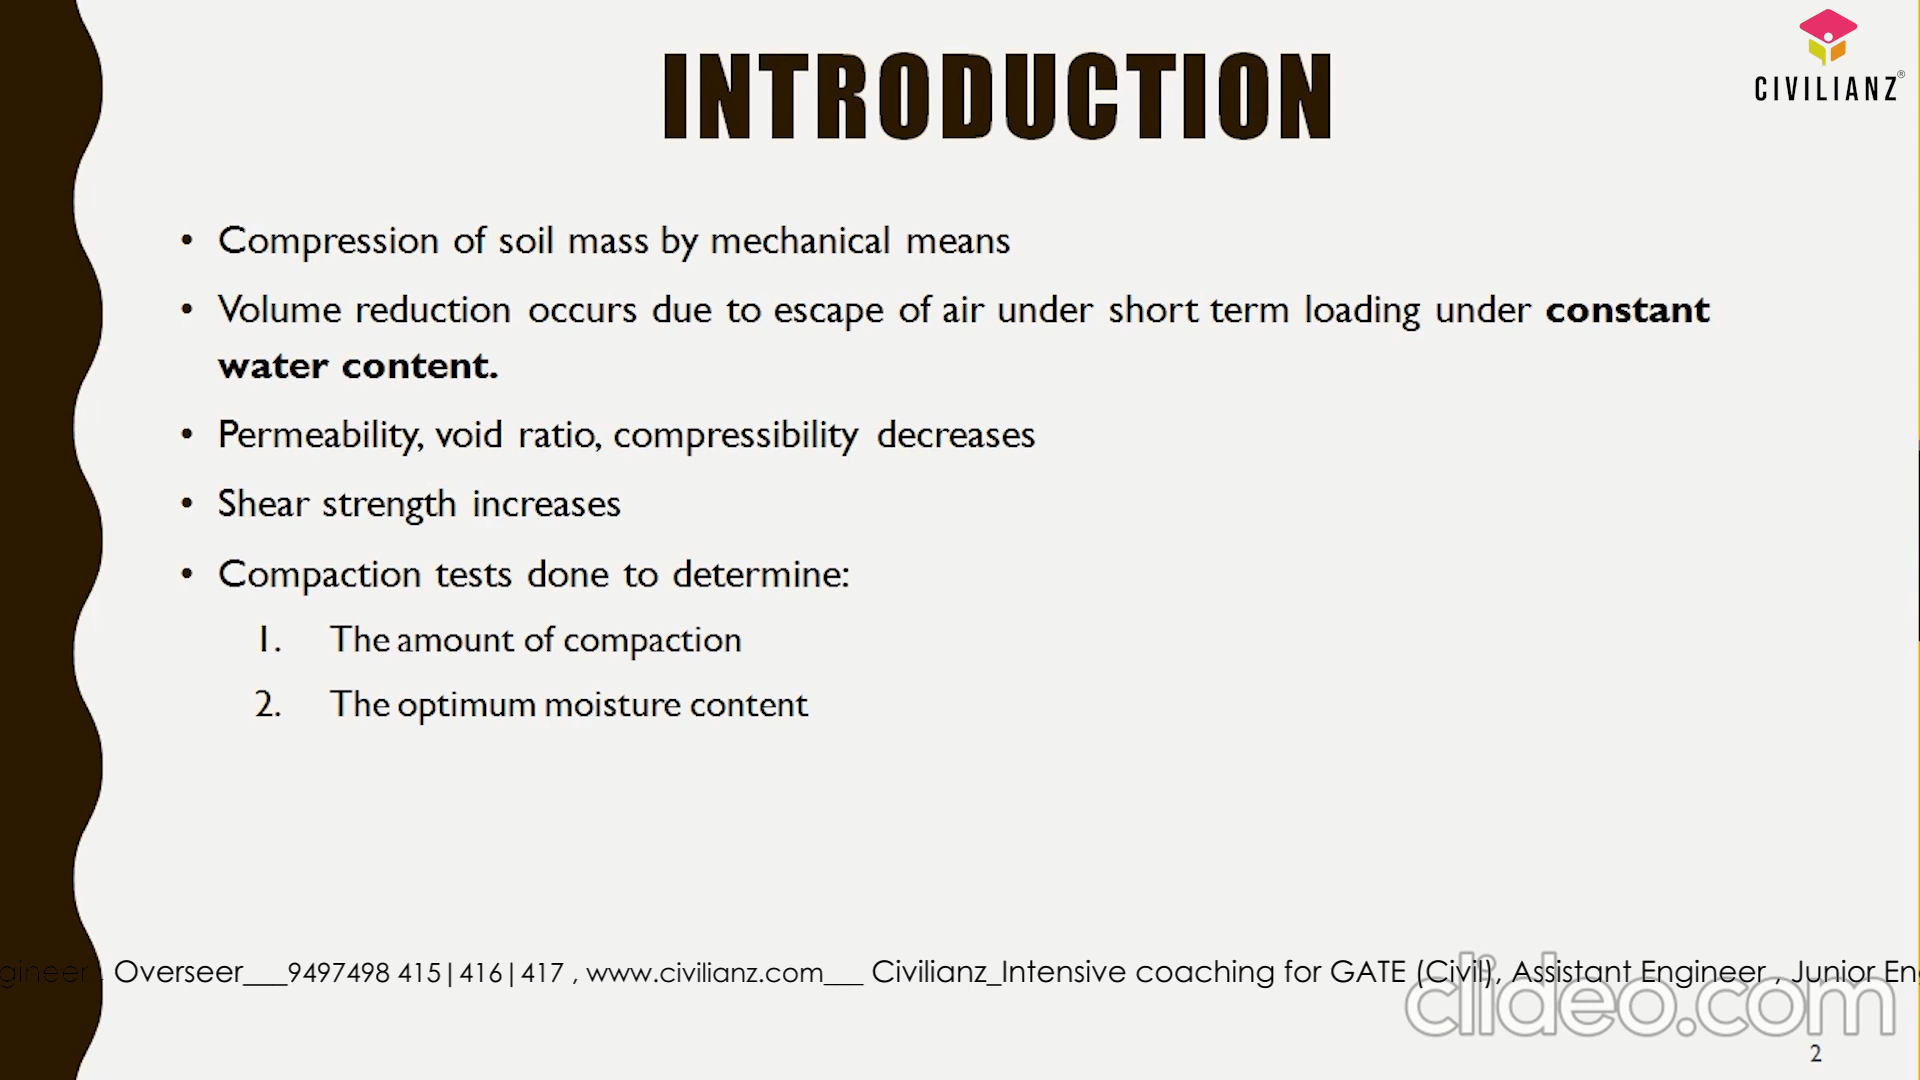 CIVILIANZ®
INTRODUCTION
• Compression of soil mass by mechanical means
• Volume reduction occurs due to escape of air under short term loading under constant
water content.
• Permeability, void ratio, compressibility decreases
• Shear strength increases
• Compaction tests done to determine:
1. The amount of compaction
2. The optimum moisture content
gineer , Overseer___9497498 415|416|417 , www.civilianz.com___ Civilianz_Intensive coaching for GATE (Civil), Assistant Engineer , Junior En
clideo.com
2